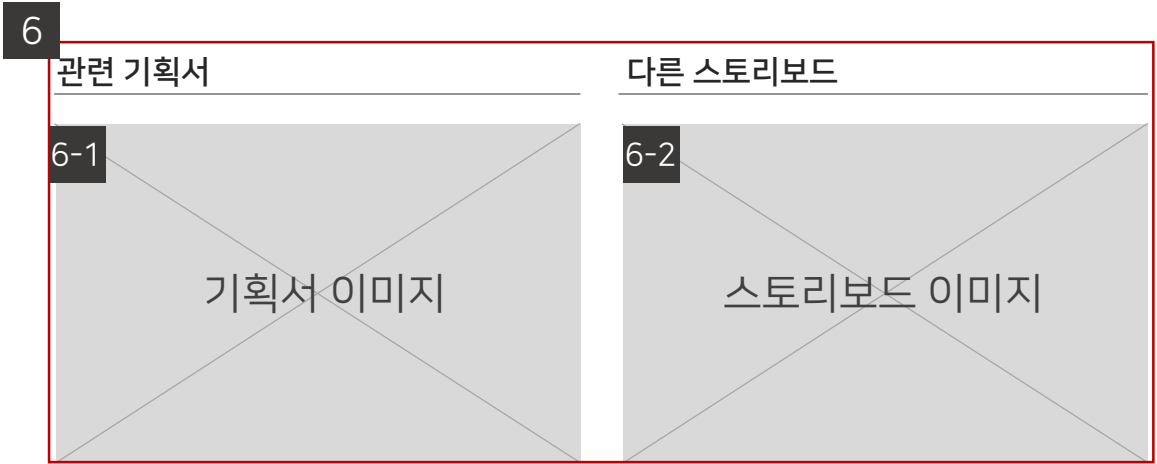 6
관련 기획서
다른 스토리보드
6-1
6-2
기획서 이미지
스토리보드 이미지